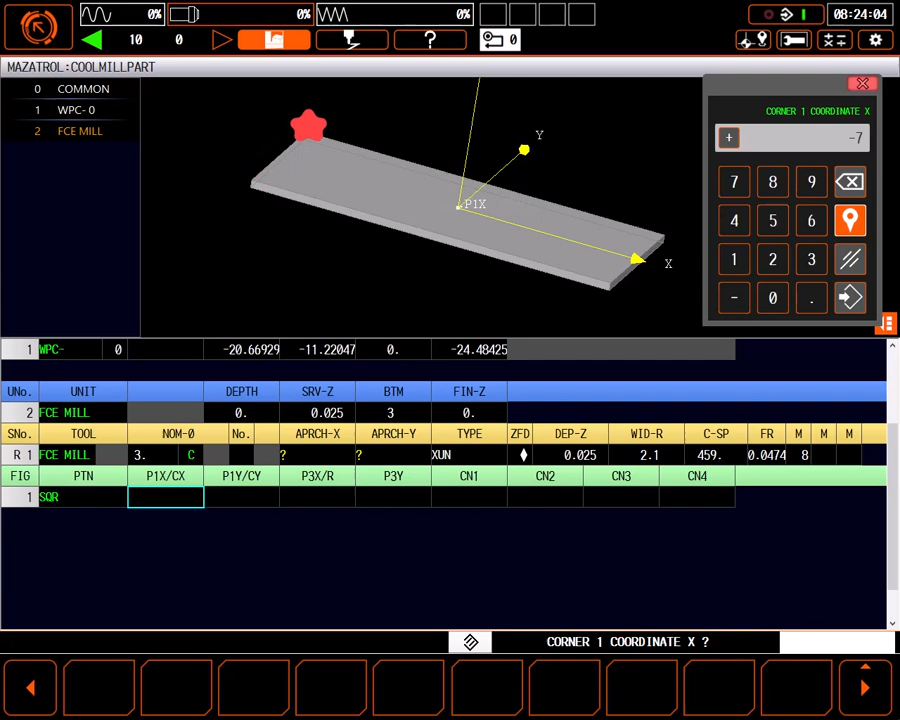 0% 0% 0% 08:24:04
10 0 ? 0
MAZATROL:COOLMILLPART
0 COMMON
1 WPC- 0
2 FCE MILL
Y
P1X
X
CORNER 1 COORDINATE X
+ -7
7 8 9
4 5 6
1 2 3
- 0 .
1 WPC- 0 -20.66929 -11.22047 0. -24.48425
UNo. UNIT DEPTH SRV-Z BTM FIN-Z
2 FCE MILL 0. 0.025 3 0.
SNo. TOOL NOM-Ø No. APRCH-X APRCH-Y TYPE ZFD DEP-Z WID-R C-SP FR M M M
R 1 FCE MILL 3. C ? ? XUN ♦ 0.025 2.1 459. 0.0474 8
FIG PTN P1X/CX P1Y/CY P3X/R P3Y CN1 CN2 CN3 CN4
1 SQR
CORNER 1 COORDINATE X ?